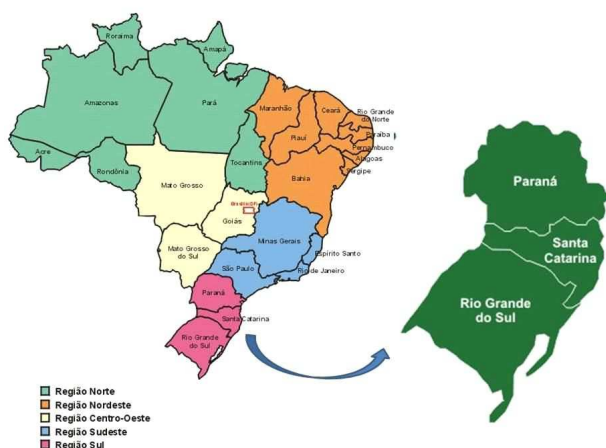 Roraima
Amapá
Amazonas
Pará
Maranhão
Ceará
Rio Grande
do Norte
Paraíba
Piauí
Pernambuco
Acre
Alagoas
Sergipe
Rondônia
Tocantins
Bahia
Mato Grosso
Goiás
Mato Grosso
do Sul
Minas Gerais
Espírito Santo
São Paulo
Rio de Janeiro
Paraná
Santa Catarina
Rio Grande
do Sul
Região Norte
Região Nordeste
Região Centro-Oeste
Região Sudeste
Região Sul
Paraná
Santa
Catarina
Rio Grande
do Sul